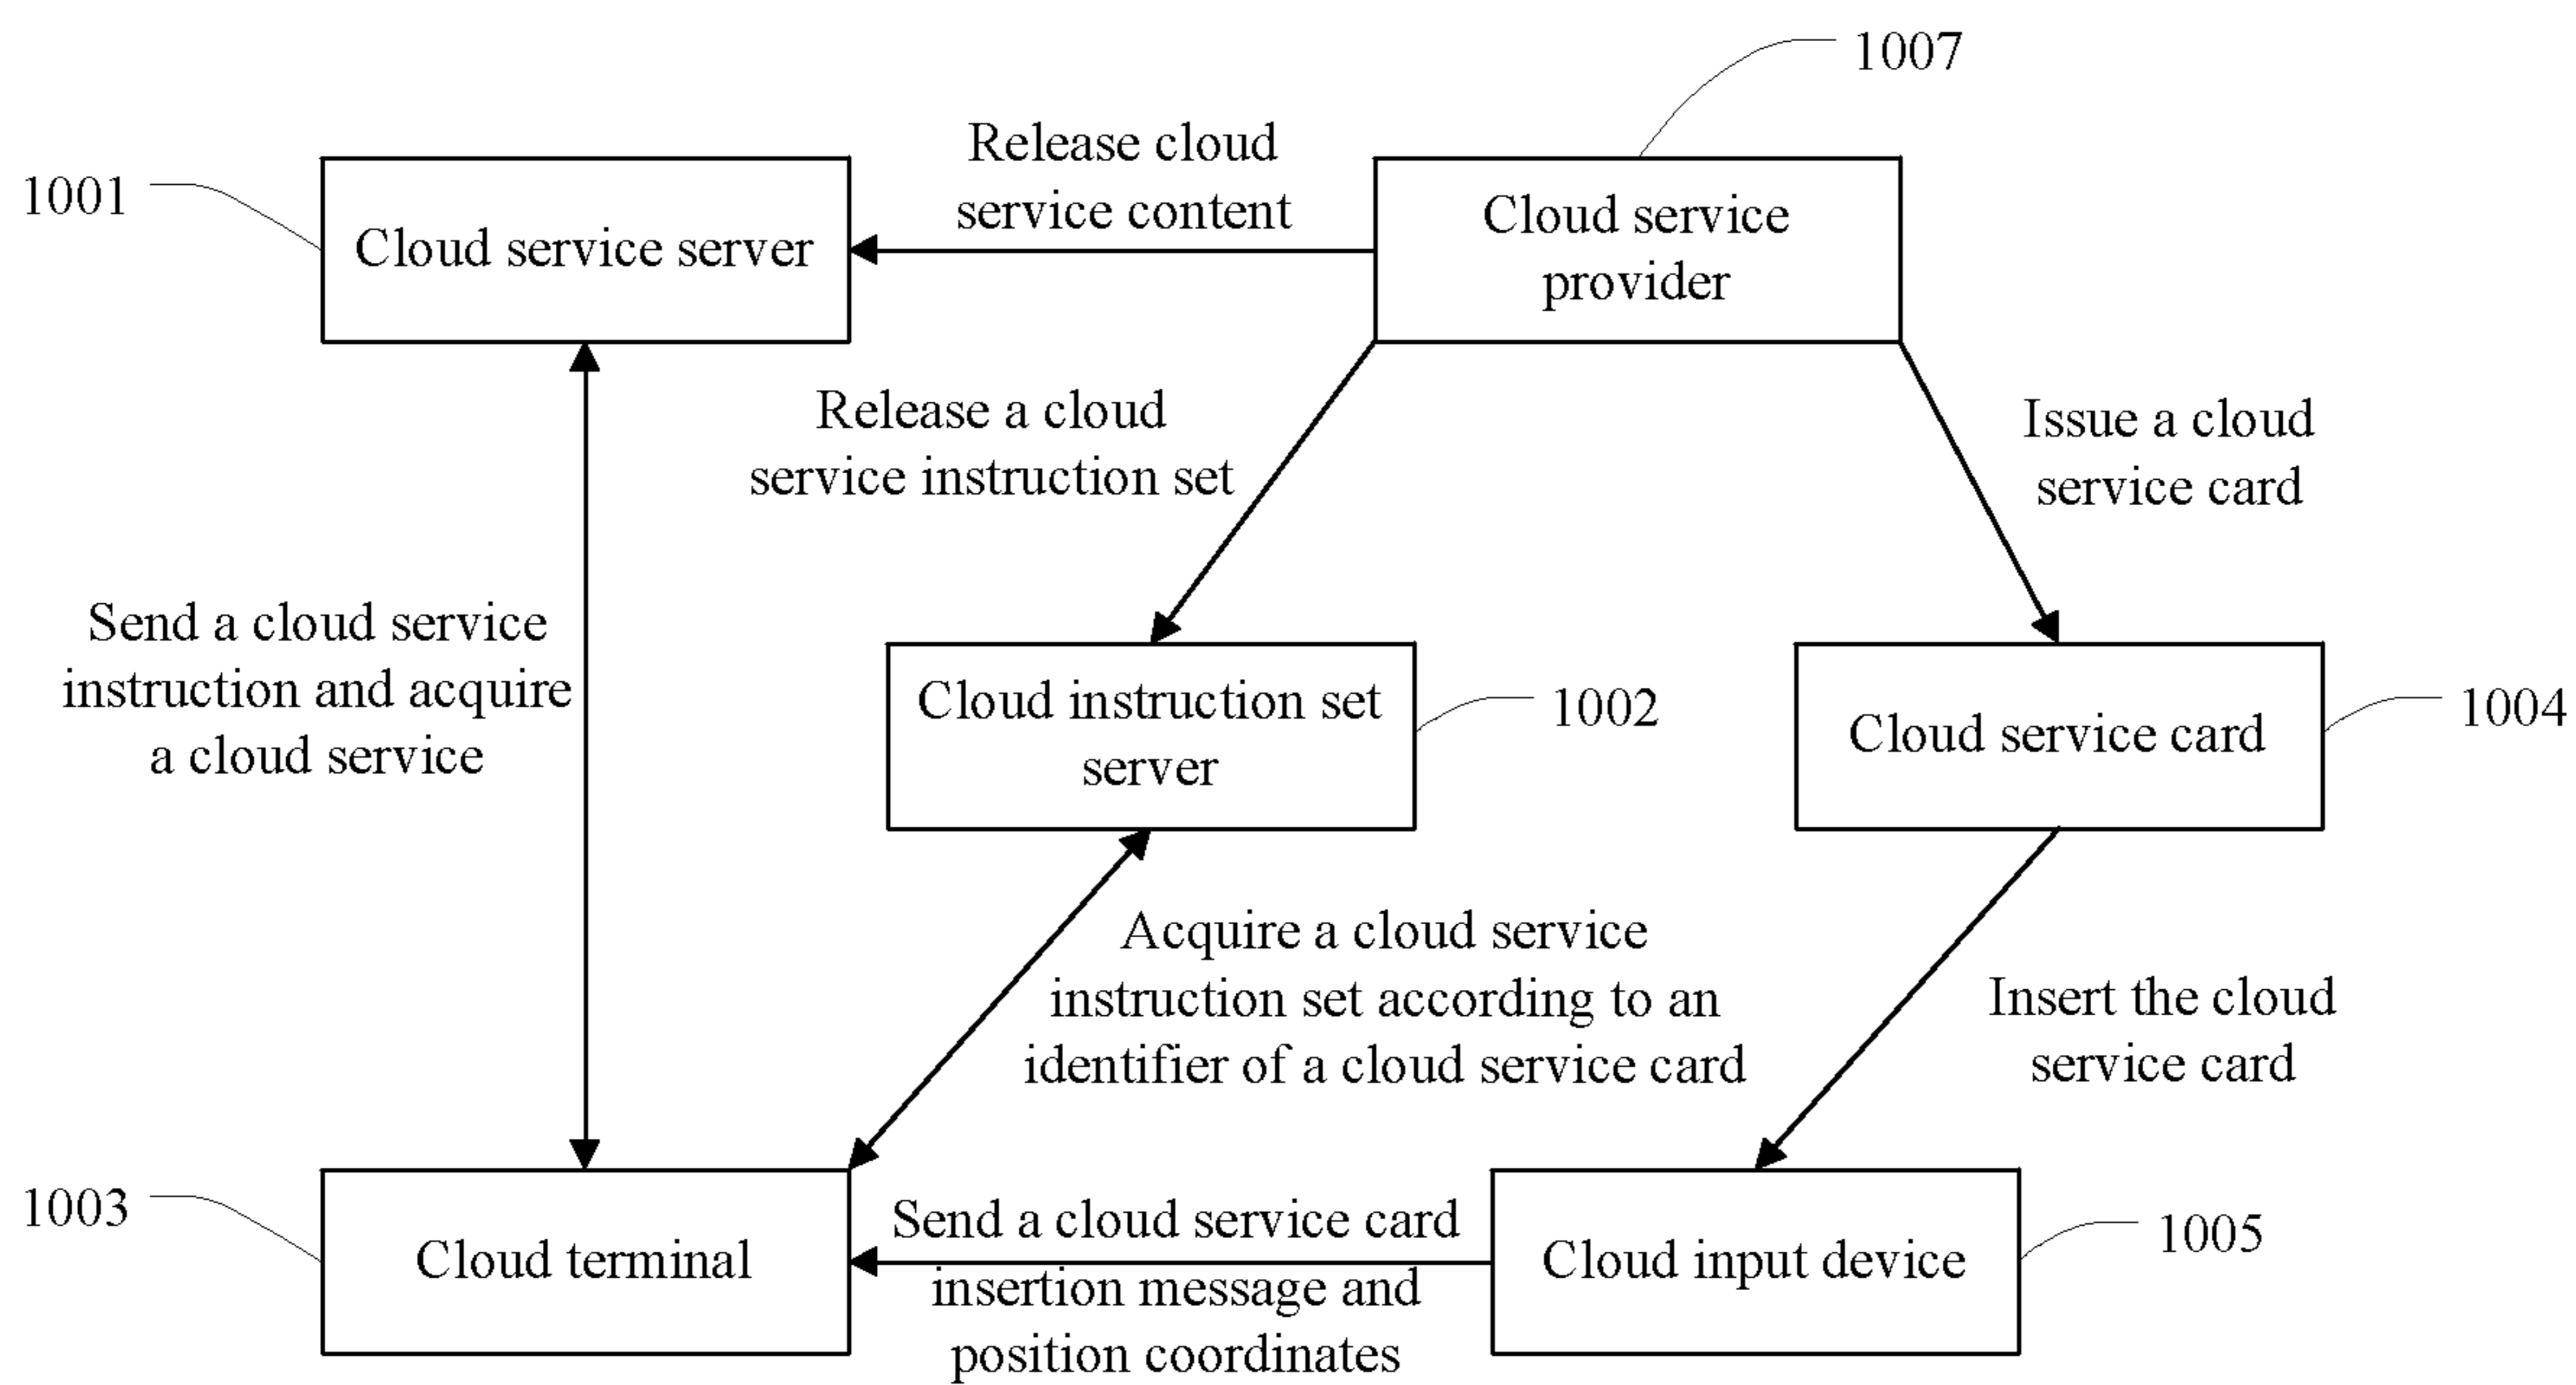 1007
Release cloud
service content
1001
Cloud service server
Cloud service
provider
Release a cloud
service instruction set
Issue a cloud
service card
Send a cloud service
instruction and acquire
a cloud service
Cloud instruction set
server
1002
Cloud service card
1004
Acquire a cloud service
instruction set according to an
identifier of a cloud service card
Insert the cloud
service card
1003
Cloud terminal
Send a cloud service card
insertion message and
position coordinates
Cloud input device
1005